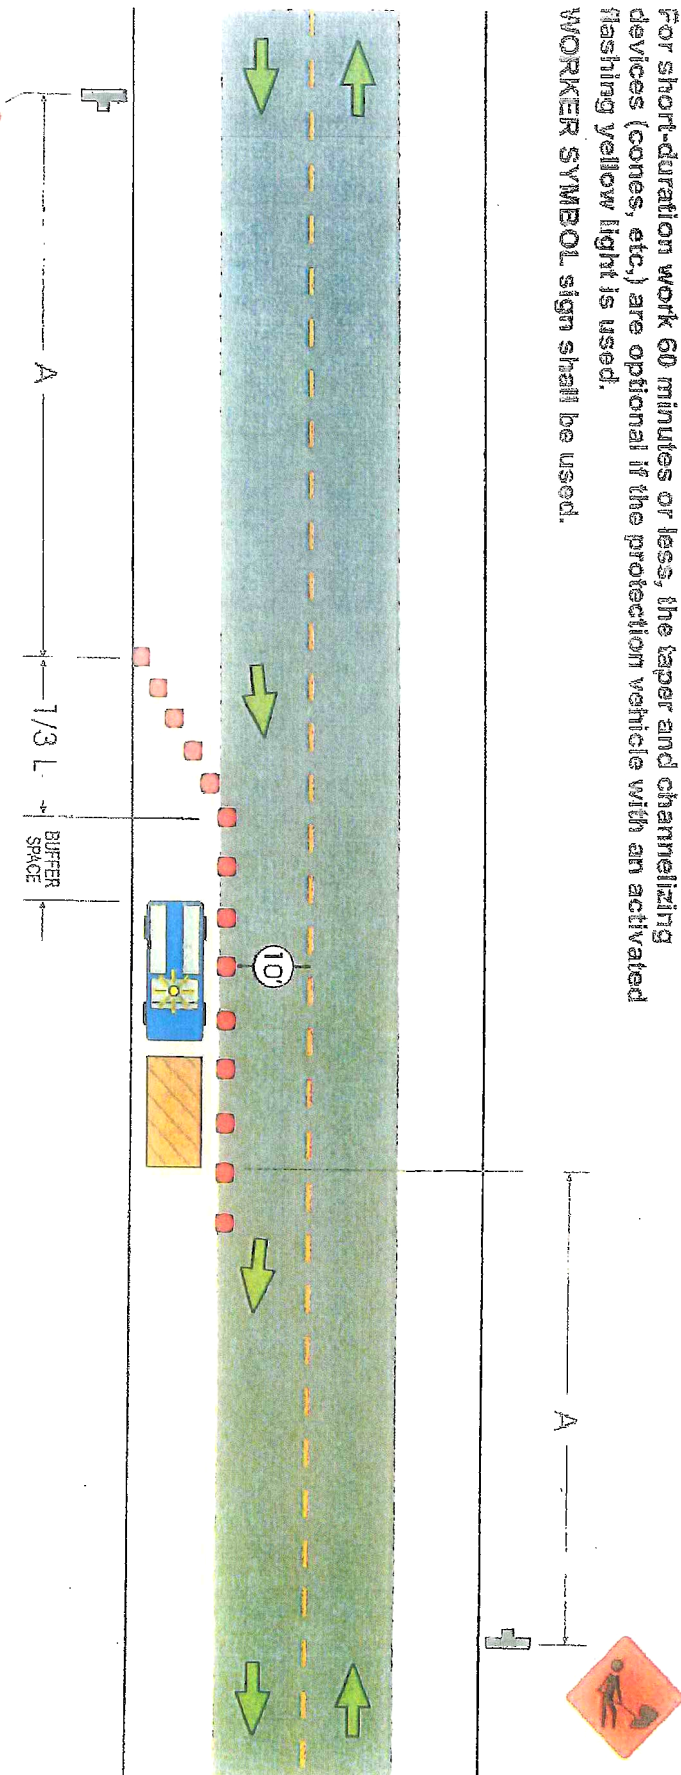 For short-duration work 60 minutes or less, the taper and channelizing
devices (cones, etc.) are optional if the protection vehicle with an activated
flashing yellow light is used.
WORKER SYMBOL sign shall be used.
A
1/3 L
BUFFER
SPACE
10'
A